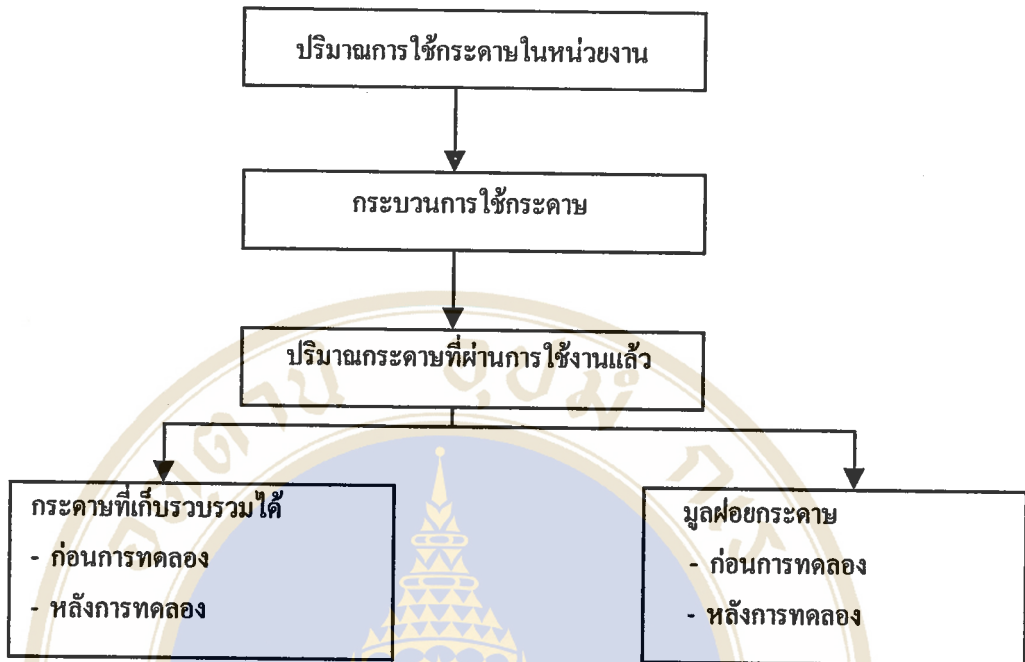 ปริมาณการใช้กระดาษในหน่วยงาน
กระบวนการใช้กระดาษ
ปริมาณกระดาษที่ผ่านการใช้งานแล้ว
กระดาษที่เก็บรวบรวมได้
- ก่อนการทดลอง
- หลังการทดลอง
มูลฝอยกระดาษ
- ก่อนการทดลอง
- หลังการทดลอง